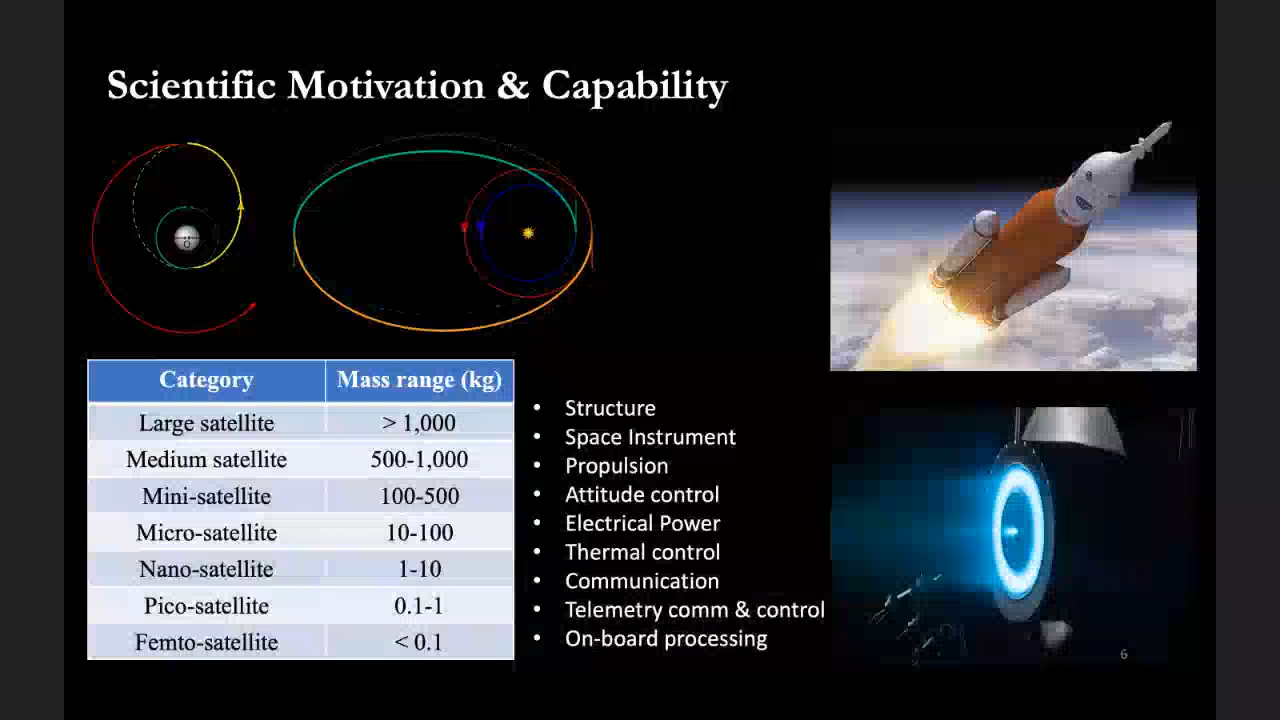 Scientific Motivation & Capability
Category Mass range (kg)
Large satellite > 1,000
Medium satellite 500-1,000
Mini-satellite 100-500
Micro-satellite 10-100
Nano-satellite 1-10
Pico-satellite 0.1-1
Femto-satellite < 0.1
• Structure
• Space Instrument
• Propulsion
• Attitude control
• Electrical Power
• Thermal control
• Communication
• Telemetry comm & control
• On-board processing
6